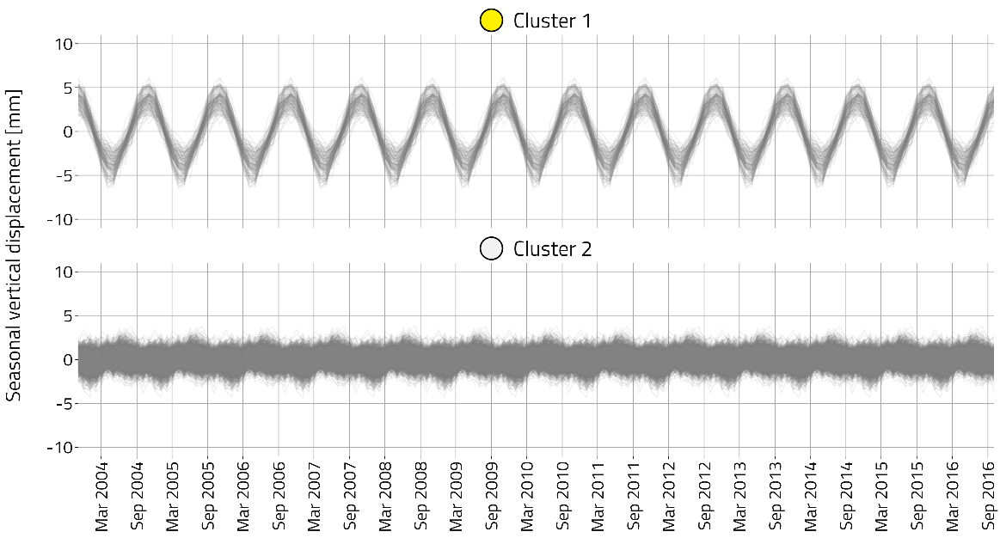 Cluster 1
Seasonal vertical displacement [mm]
10
5
0
-5
-10
Cluster 2
10
5
0
-5
-10
Mar 2004
Sep 2004
Mar 2005
Sep 2005
Mar 2006
Sep 2006
Mar 2007
Sep 2007
Mar 2008
Sep 2008
Mar 2009
Sep 2009
Mar 2010
Sep 2010
Mar 2011
Sep 2011
Mar 2012
Sep 2012
Mar 2013
Sep 2013
Mar 2014
Sep 2014
Mar 2015
Sep 2015
Mar 2016
Sep 2016